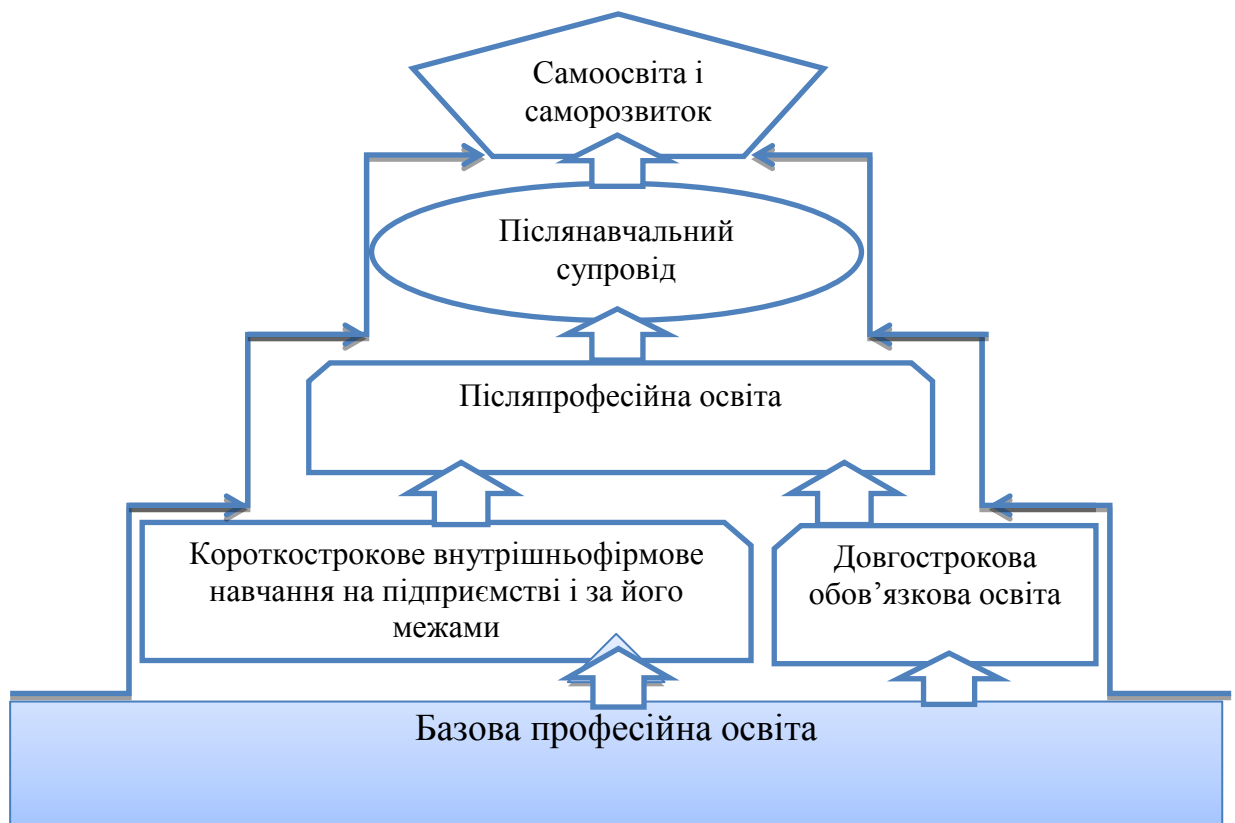 Самоосвіта і
саморозвиток
Післянавчальний
супровід
Післяпрофесійна освіта
Короткострокове внутрішньофірмове
навчання на підприємстві і за його
межами
Довгострокова
обов’язкова освіта
Базова професійна освіта